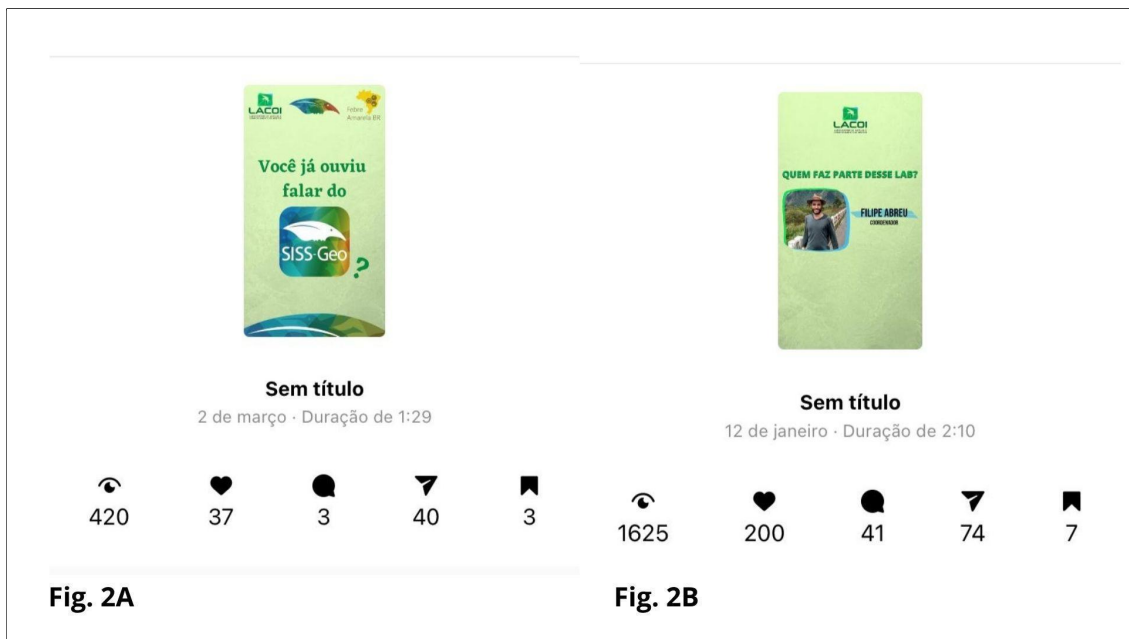 LACOI
Febre
Amarela BR
Você já ouviu
falar do
SISS-Geo
?
Sem título
2 de março · Duração de 1:29
420 37 3 40 3
Fig. 2A
LACOI
QUEM FAZ PARTE DESSE LAB?
FILIPE ABREU
COORDENADOR
Sem título
12 de janeiro · Duração de 2:10
1625 200 41 74 7
Fig. 2B